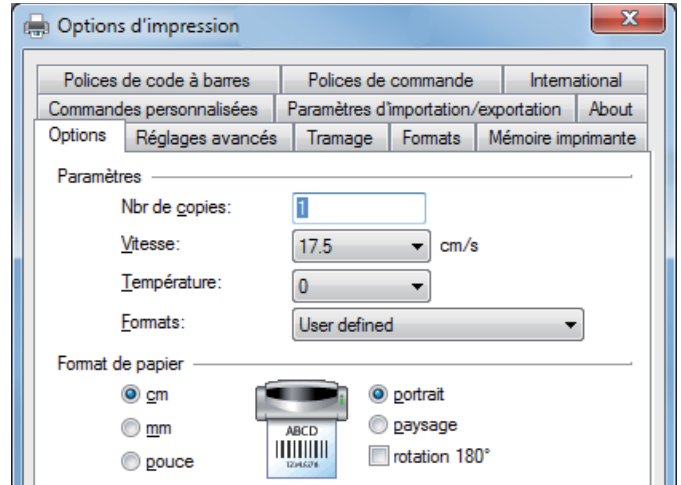 Options d'impression
Polices de code à barres Polices de commande International
Commandes personnalisées Paramètres d'importation/exportation About
Options Réglages avancés Tramage Formats Mémoire imprimante
Paramètres
Nbr de copies: 1
Vitesse: 17.5 cm/s
Température: 0
Formats: User defined
Format de papier
cm portrait
mm paysage
pouce rotation 180°
ABCD